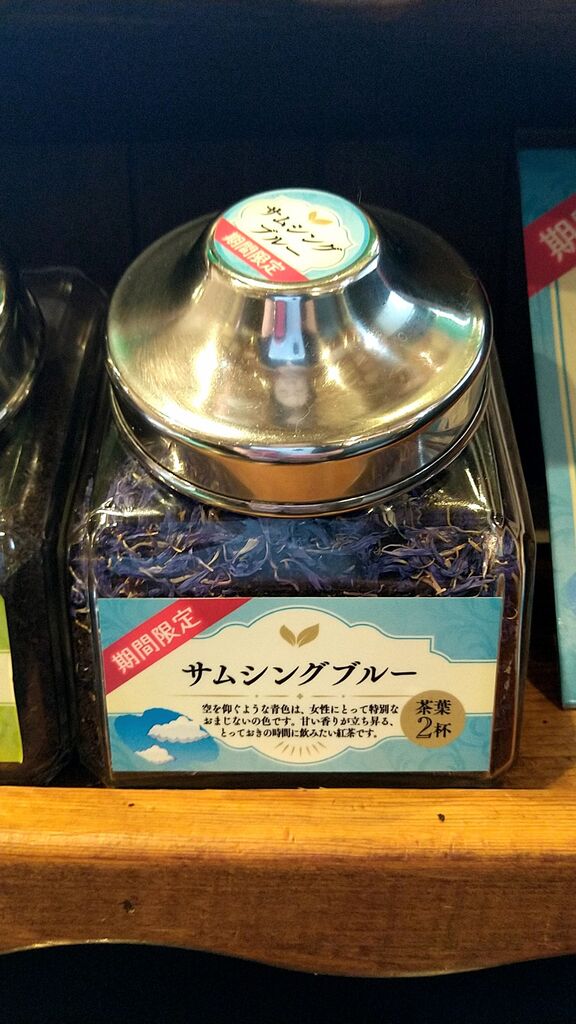 サムシング
ブルー
期間限定
期間限定
サムシングブルー
空を仰ぐような青色は、女性にとって特別な
おまじないの色です。甘い香りが立ち昇る、
とっておきの時間に飲みたい紅茶です。
茶葉
2杯
期